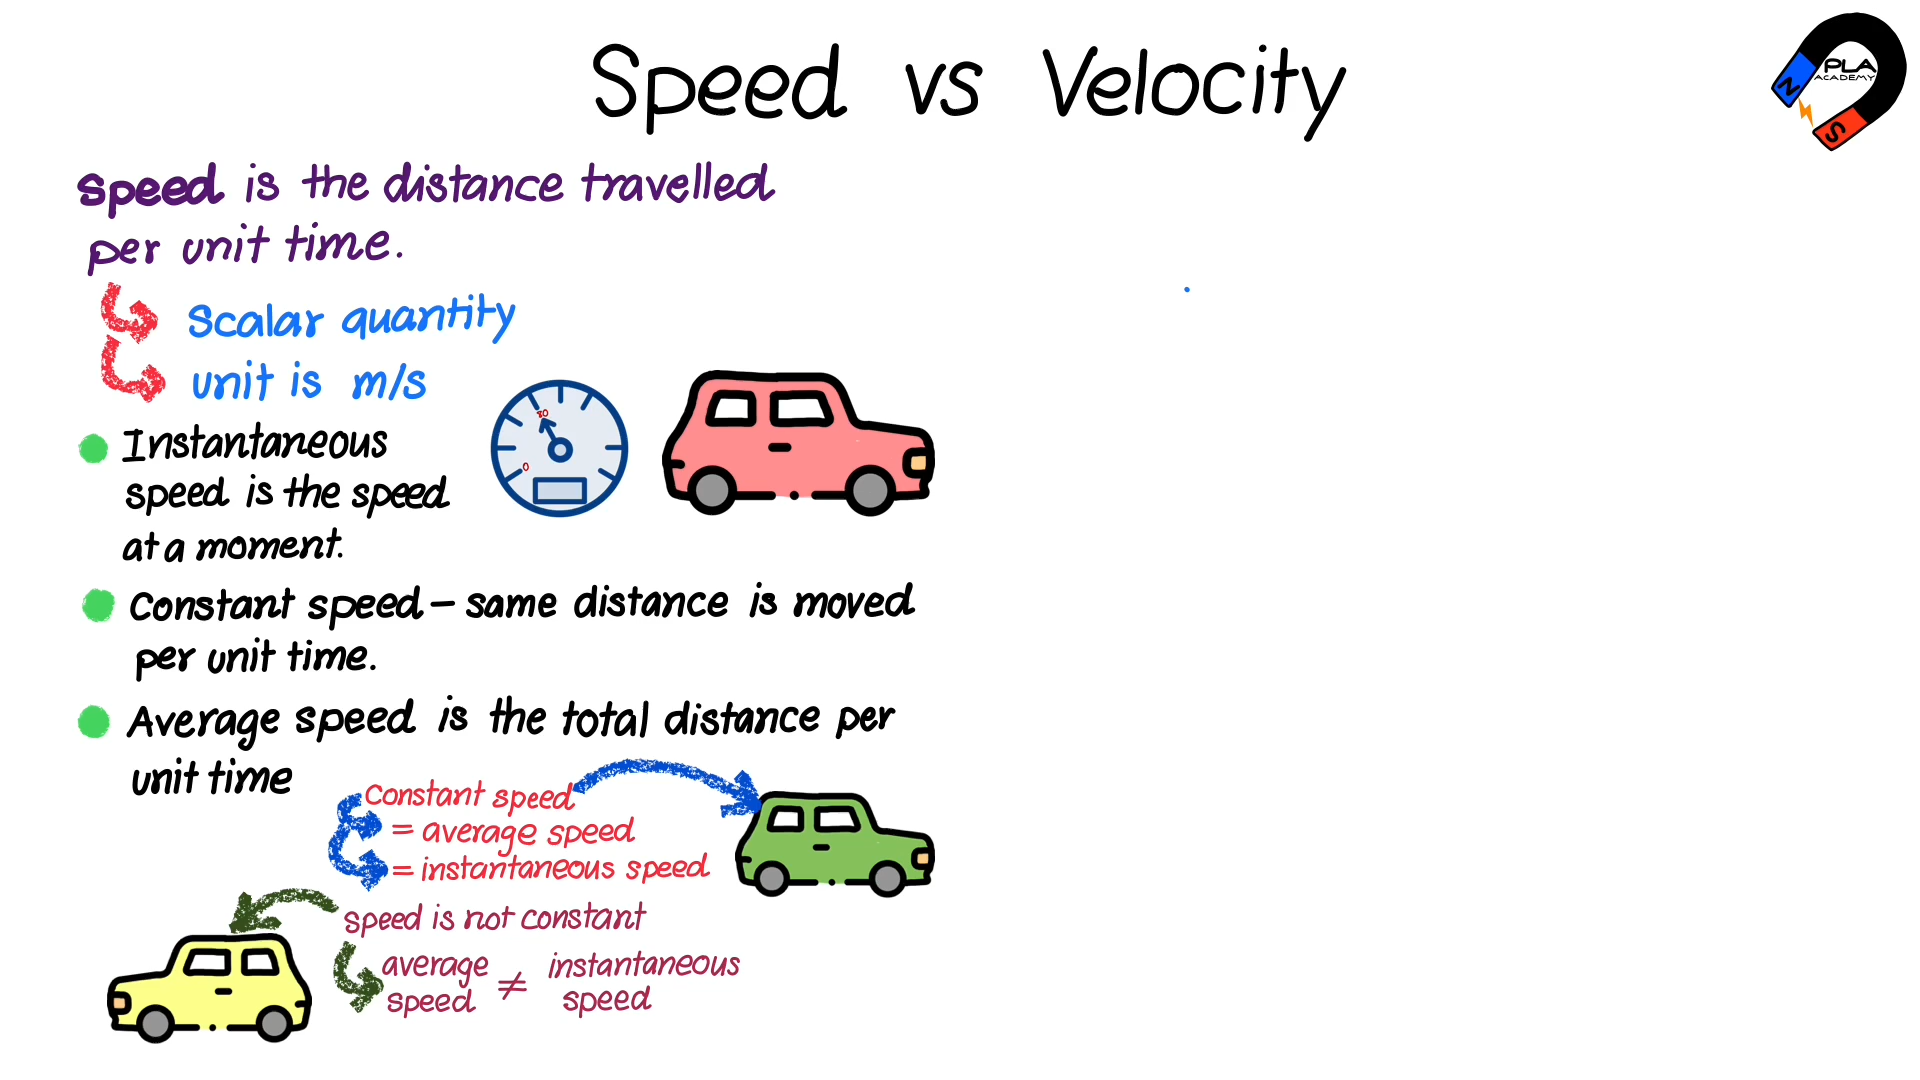 Speed vs Velocity
PLA
ACADEMY
N
S
Speed is the distance travelled
per unit time.
Scalar quantity
unit is m/s
Instantaneous
speed is the speed
at a moment.
20
0
Constant speed – same distance is moved
per unit time.
Average speed is the total distance per
unit time
Constant speed
= average speed
= instantaneous speed
Speed is not constant
average speed ≠ instantaneous speed